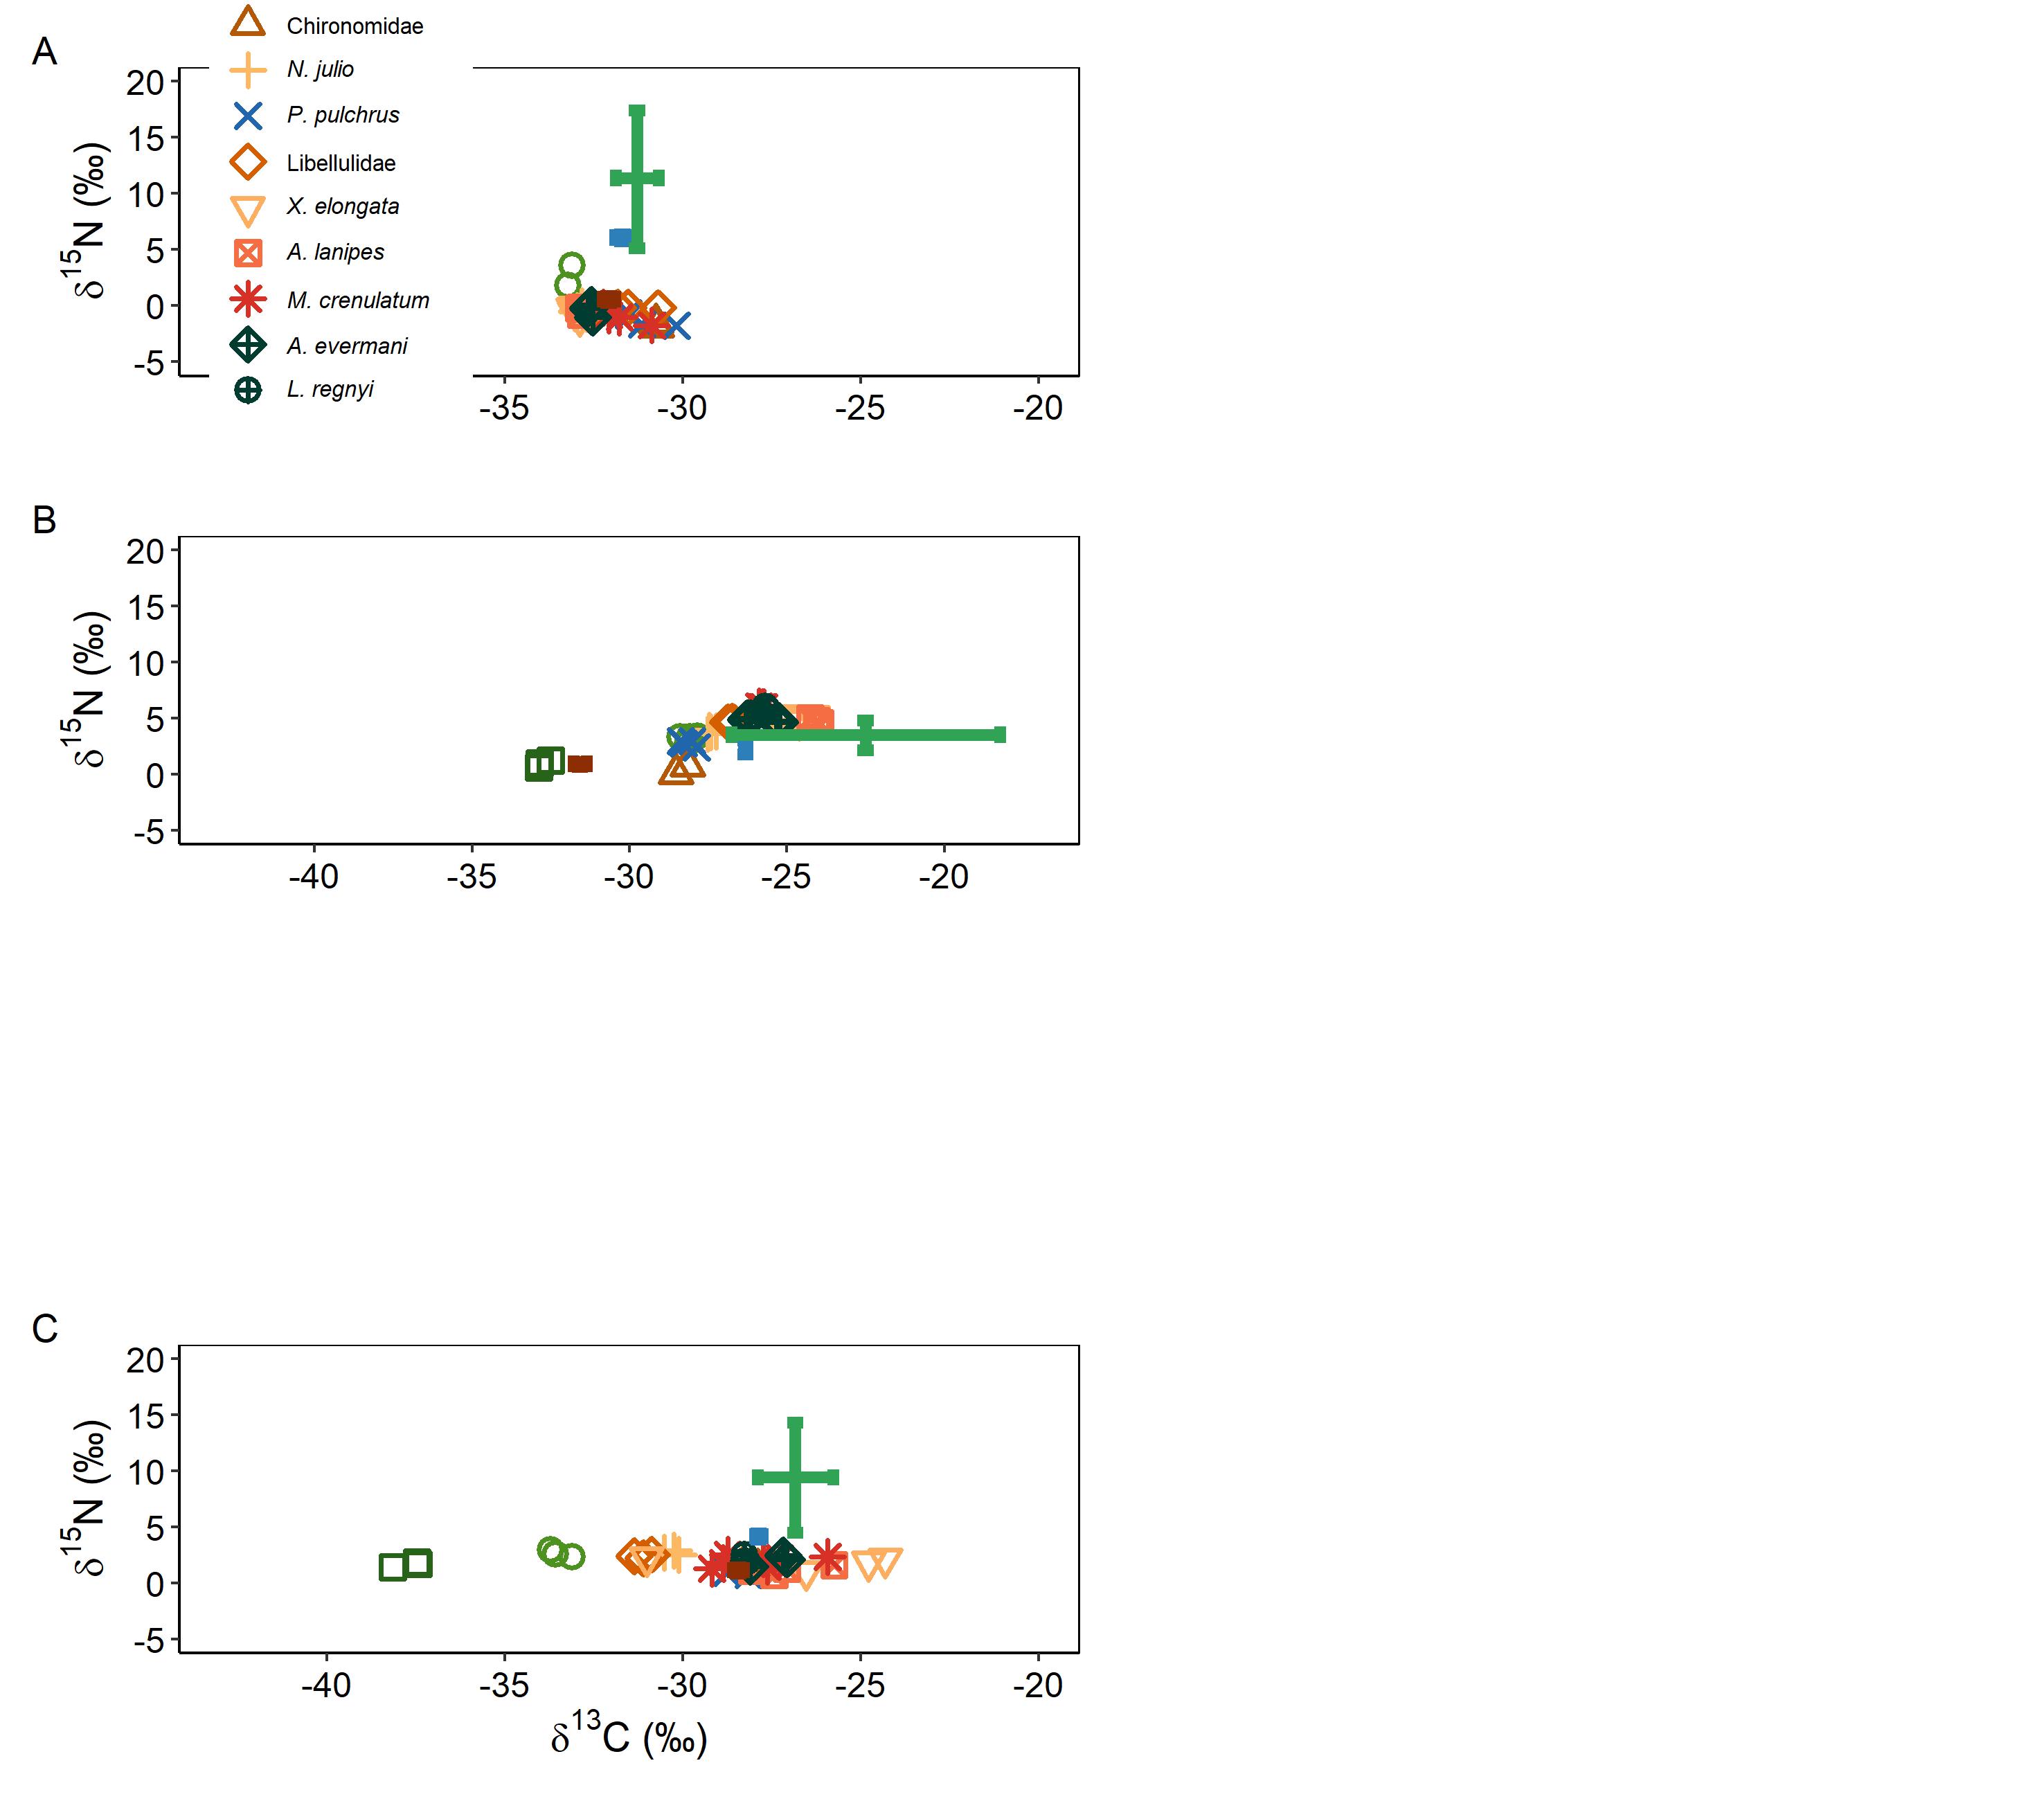 A
Chironomidae
N. julio
P. pulchrus
Libellulidae
X. elongata
A. lanipes
M. crenulatum
A. evermani
L. regnyi
20
15
10
5
0
-5
δ15N (‰)
-35 -30 -25 -20
B
20
15
10
5
0
-5
δ15N (‰)
-40 -35 -30 -25 -20
C
20
15
10
5
0
-5
δ15N (‰)
-40 -35 -30 -25 -20
δ13C (‰)